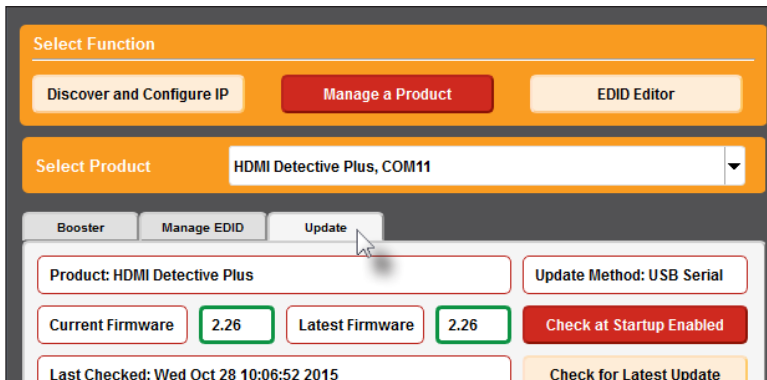 Select Function
Discover and Configure IP Manage a Product EDID Editor
Select Product HDMI Detective Plus, COM11
Booster Manage EDID Update
Product: HDMI Detective Plus Update Method: USB Serial
Current Firmware 2.26 Latest Firmware 2.26 Check at Startup Enabled
Last Checked: Wed Oct 28 10:06:52 2015 Check for Latest Update